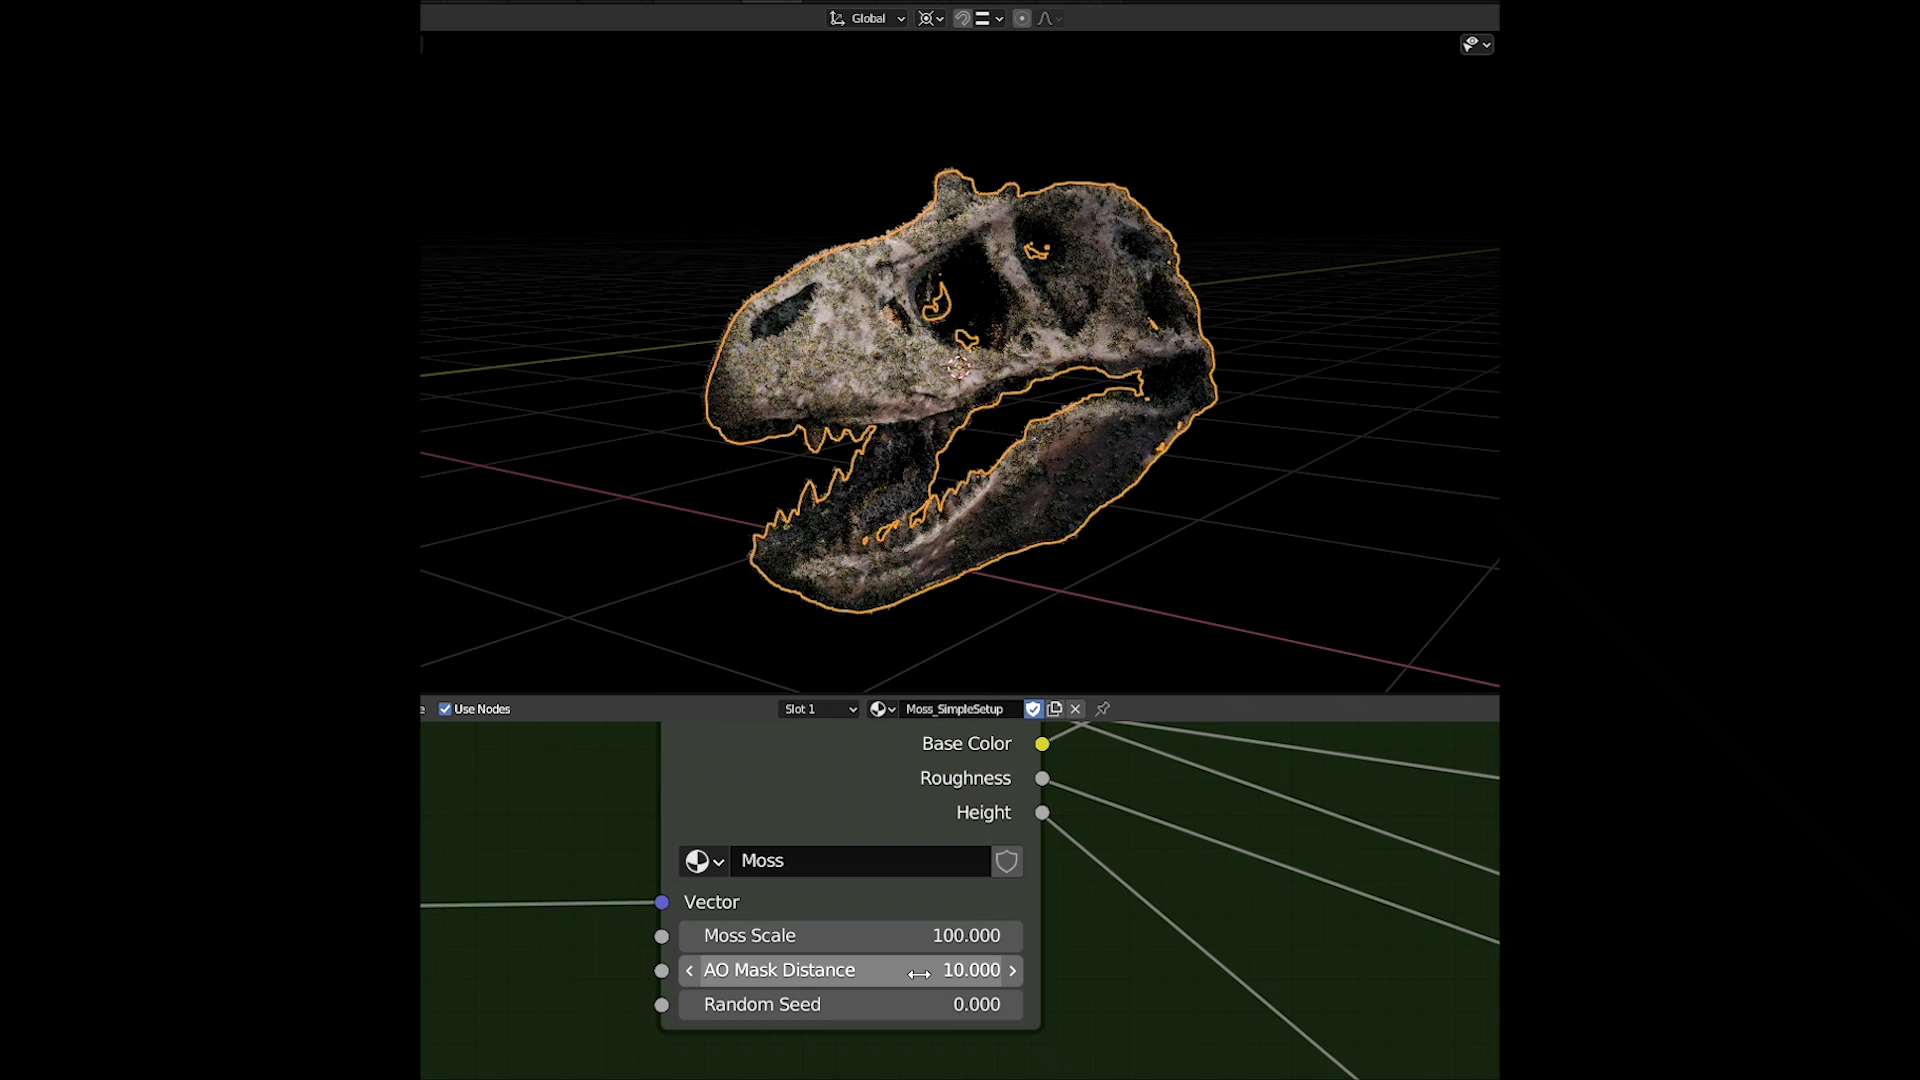 Global
Use Nodes
Slot 1
Moss_SimpleSetup
Base Color
Roughness
Height
Moss
Vector
Moss Scale 100.000
AO Mask Distance 10.000
Random Seed 0.000